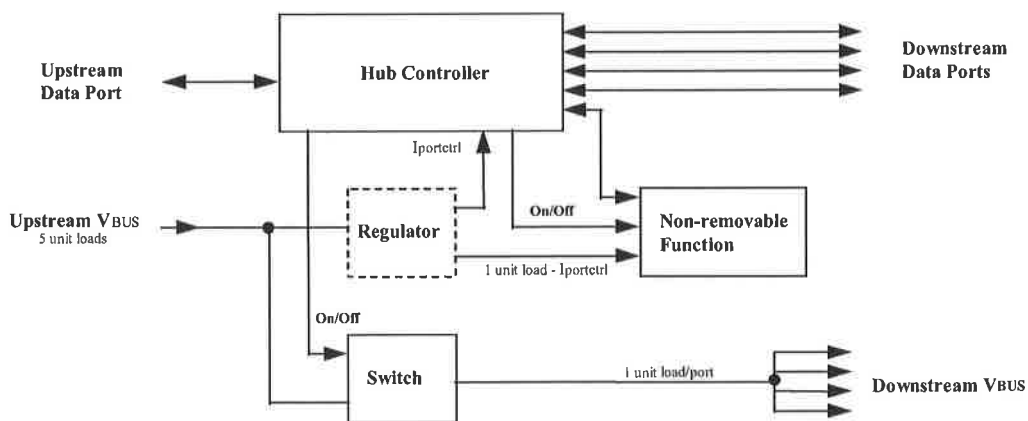 Upstream
Data Port
Hub Controller
Downstream
Data Ports
Iportctrl
Upstream VBUS
5 unit loads
Regulator
On/Off
Non-removable
Function
1 unit load - Iportctrl
On/Off
Switch
1 unit load/port
Downstream VBUS